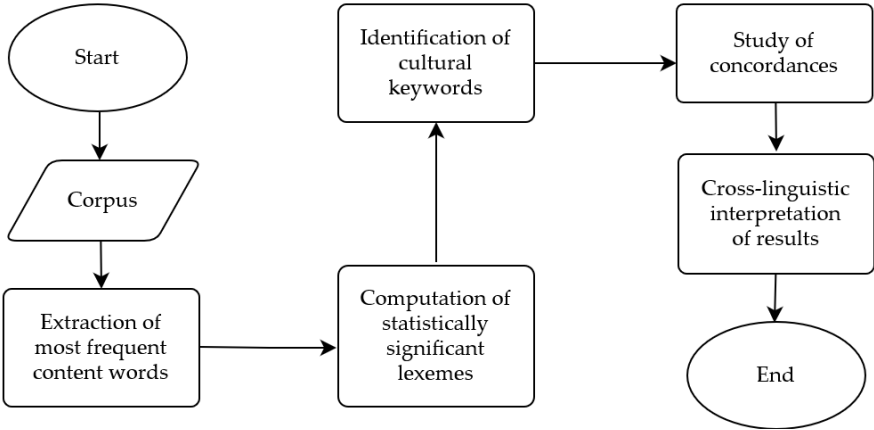 Start
Corpus
Extraction of
most frequent
content words
Computation of
statistically
significant
lexemes
Identification of
cultural
keywords
Study of
concordances
Cross-linguistic
interpretation
of results
End